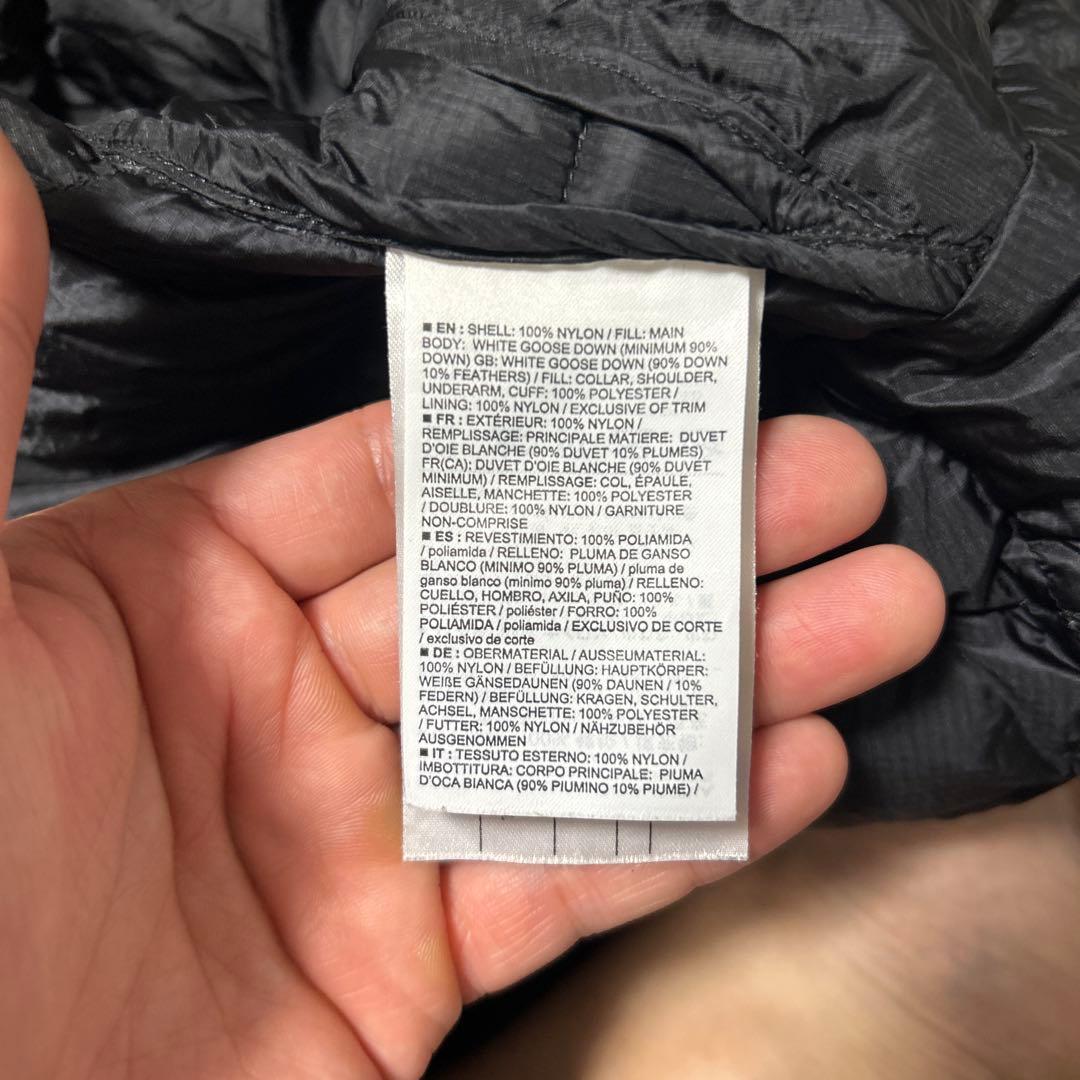 ■ EN : SHELL: 100% NYLON / FILL: MAIN
BODY: WHITE GOOSE DOWN (MINIMUM 90%
DOWN) GB: WHITE GOOSE DOWN (90% DOWN
10% FEATHERS) / FILL: COLLAR, SHOULDER,
UNDERARM, CUFF: 100% POLYESTER /
LINING: 100% NYLON / EXCLUSIVE OF TRIM
■ FR : EXTÉRIEUR: 100% NYLON /
REMPLISSAGE: PRINCIPALE MATIERE: DUVET
D'OIE BLANCHE (90% DUVET 10% PLUMES)
FR(CA): DUVET D'OIE BLANCHE (90% DUVET
MINIMUM) / REMPLISSAGE: COL, ÉPAULE,
AISELLE, MANCHETTE: 100% POLYESTER
/ DOUBLURE: 100% NYLON / GARNITURE
NON-COMPRISE
■ ES : REVESTIMIENTO: 100% POLIAMIDA
/ poliamida / RELLENO: PLUMA DE GANSO
BLANCO (MINIMO 90% PLUMA) / pluma de
ganso blanco (minimo 90% pluma) / RELLENO:
CUELLO, HOMBRO, AXILA, PUÑO: 100%
POLIÉSTER / poliéster / FORRO: 100%
POLIAMIDA / poliamida / EXCLUSIVO DE CORTE
/ exclusivo de corte
■ DE : OBERMATERIAL / AUSSEUMATERIAL:
100% NYLON / BEFÜLLUNG: HAUPTKÖRPER:
WEIßE GÄNSEDAUNEN (90% DAUNEN / 10%
FEDERN) / BEFÜLLUNG: KRAGEN, SCHULTER,
ACHSEL, MANSCHETTE: 100% POLYESTER
/ FUTTER: 100% NYLON / NÄHZUBEHÖR
AUSGENOMMEN
■ IT : TESSUTO ESTERNO: 100% NYLON /
IMBOTTITURA: CORPO PRINCIPALE: PIUMA
D'OCA BIANCA (90% PIUMINO 10% PIUME) /